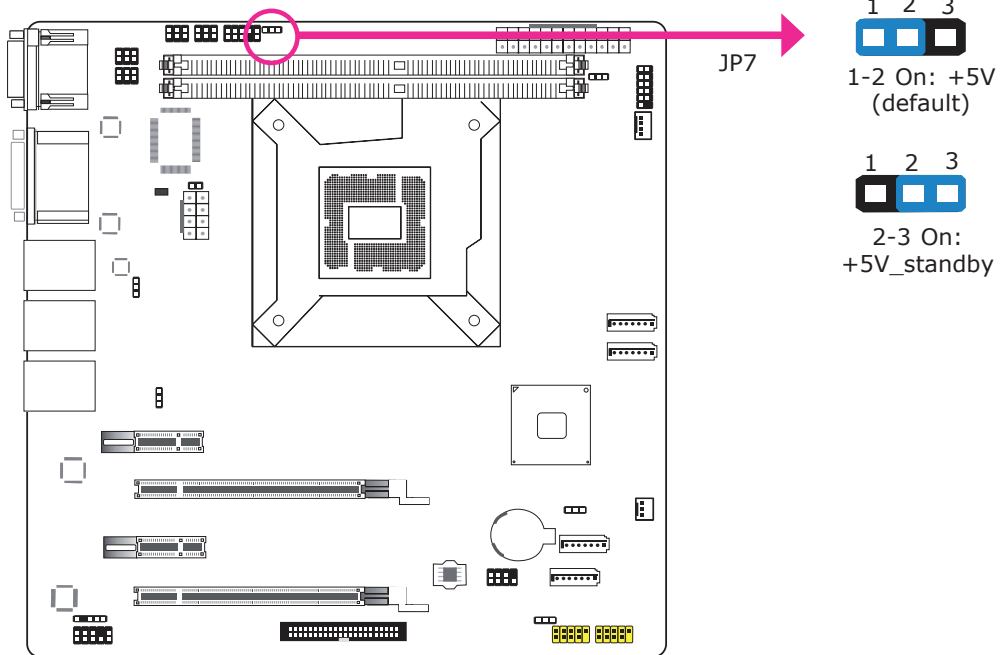 JP7
1 2 3
1-2 On: +5V
(default)
1 2 3
2-3 On:
+5V_standby